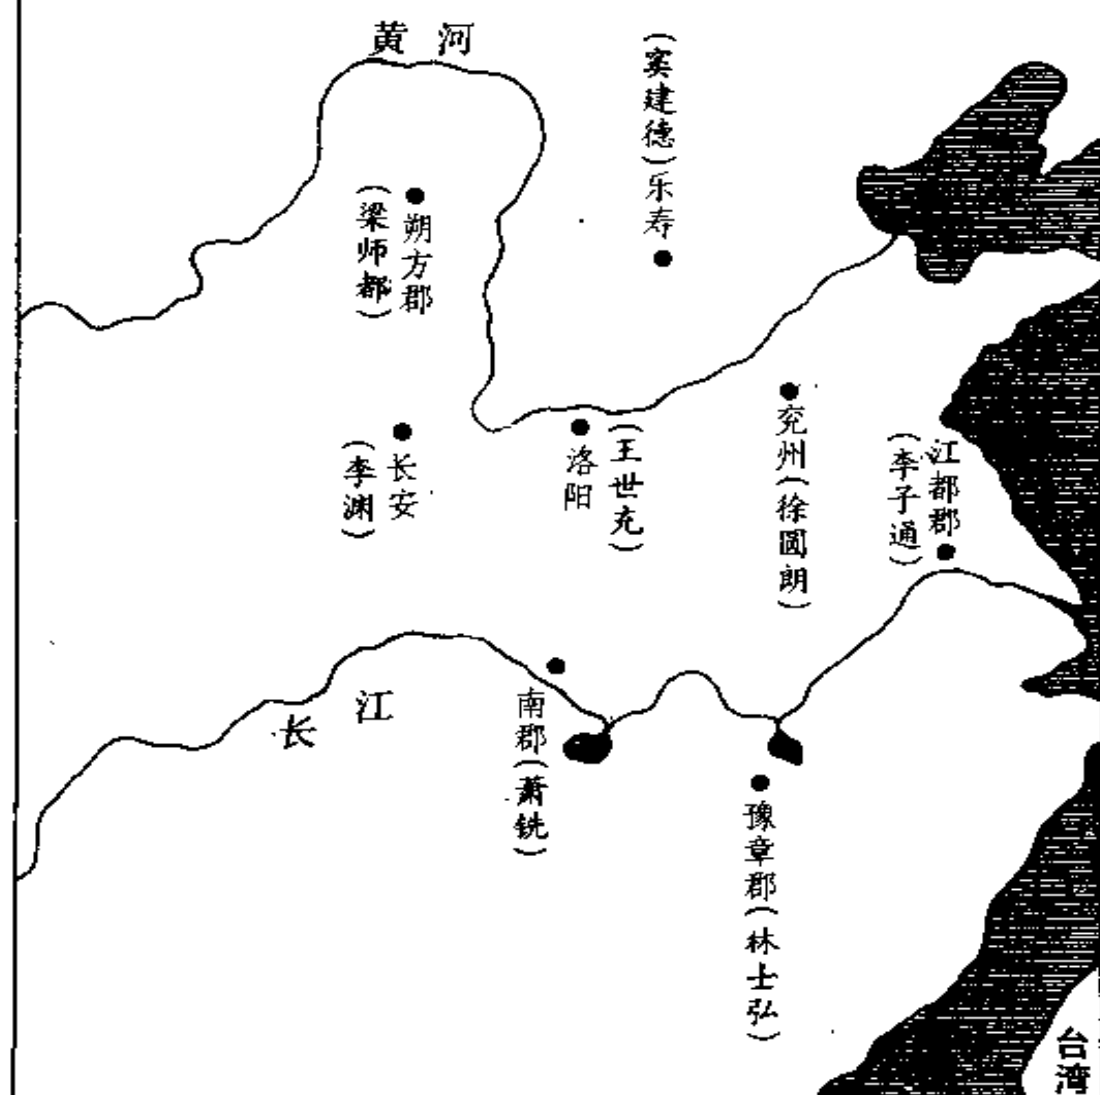 黄河
(窦建德)乐寿
朔方郡
(梁师都)
长安
(李渊)
洛阳
(王世充)
兖州(徐圆朗)
江都郡
(李子通)
长江
南郡(萧铣)
豫章郡(林士弘)
台湾